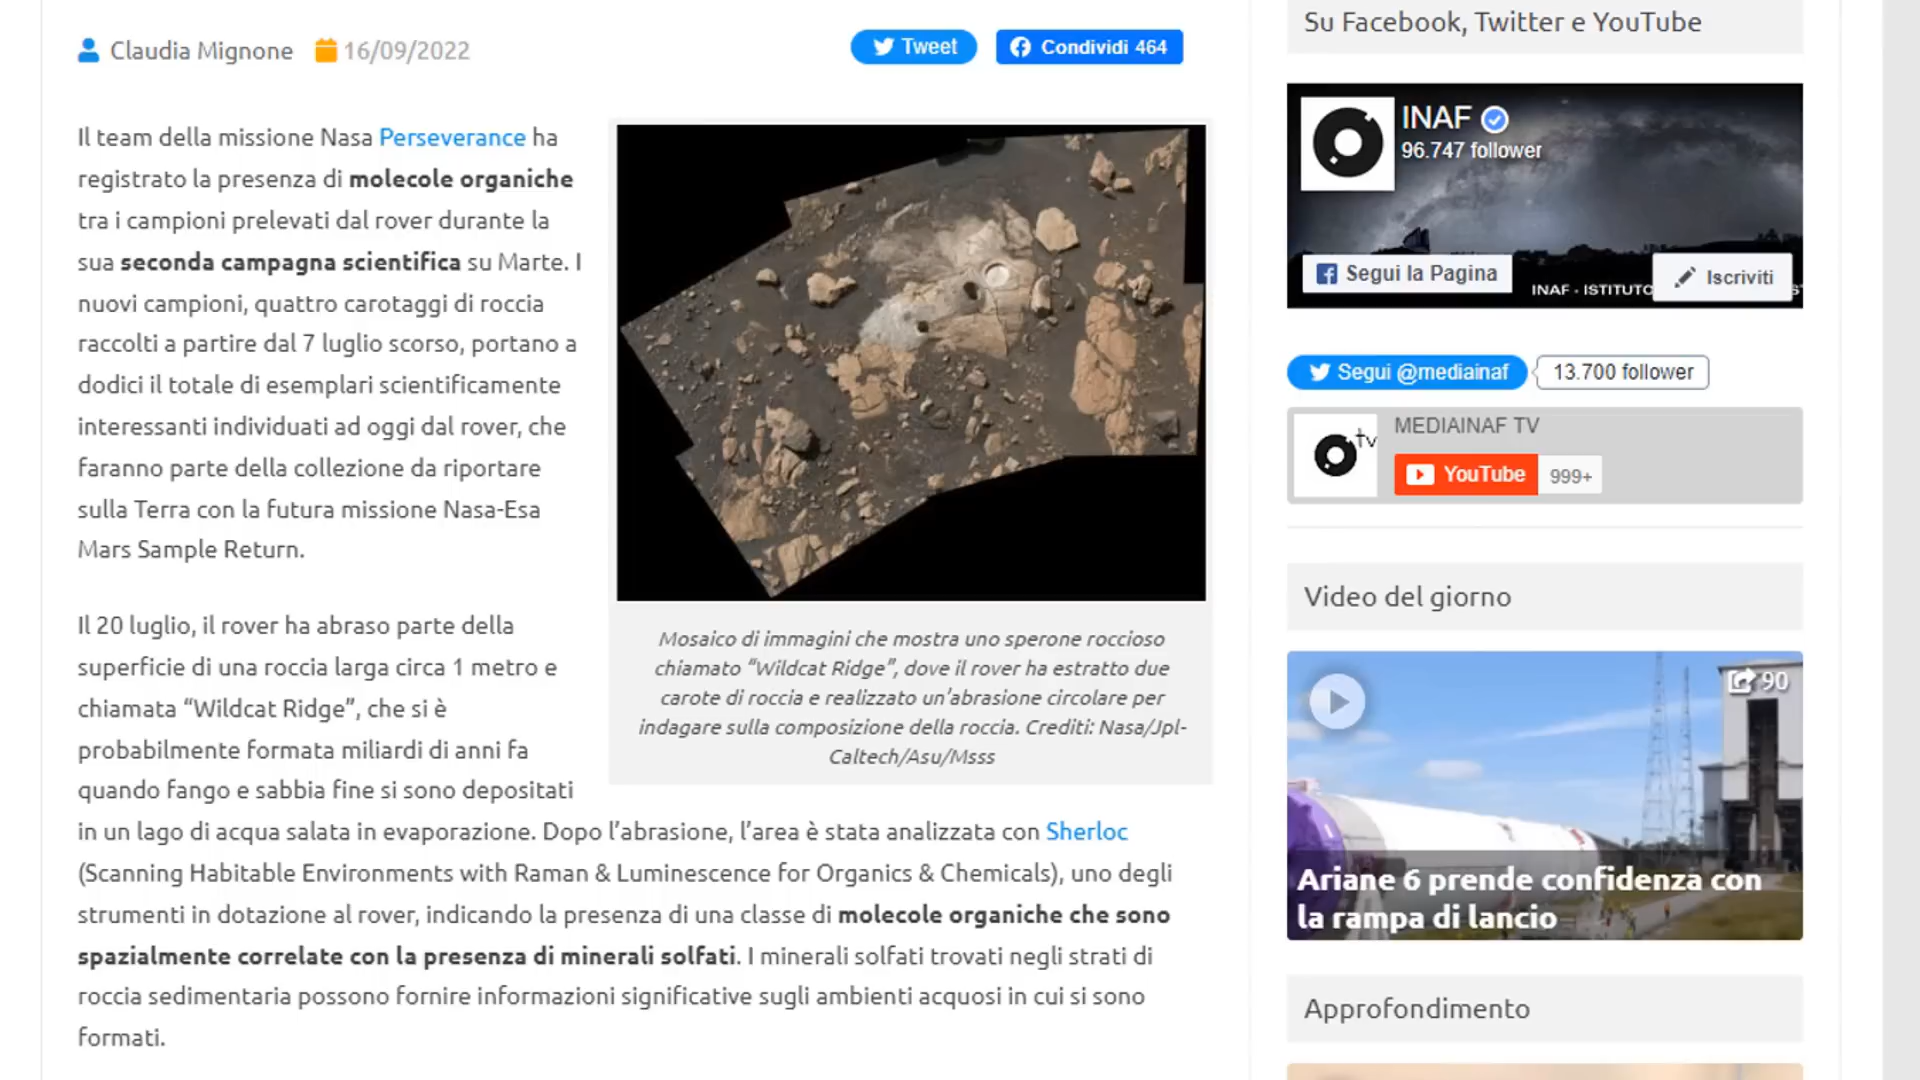 Claudia Mignone 16/09/2022
Tweet
Condividi 464
Il team della missione Nasa Perseverance ha
registrato la presenza di molecole organiche
tra i campioni prelevati dal rover durante la
sua seconda campagna scientifica su Marte. I
nuovi campioni, quattro carotaggi di roccia
raccolti a partire dal 7 luglio scorso, portano a
dodici il totale di esemplari scientificamente
interessanti individuati ad oggi dal rover, che
faranno parte della collezione da riportare
sulla Terra con la futura missione Nasa-Esa
Mars Sample Return.
Il 20 luglio, il rover ha abraso parte della
superficie di una roccia larga circa 1 metro e
chiamata “Wildcat Ridge”, che si è
probabilmente formata miliardi di anni fa
quando fango e sabbia fine si sono depositati
in un lago di acqua salata in evaporazione. Dopo l’abrasione, l’area è stata analizzata con Sherloc
(Scanning Habitable Environments with Raman & Luminescence for Organics & Chemicals), uno degli
strumenti in dotazione al rover, indicando la presenza di una classe di molecole organiche che sono
spazialmente correlate con la presenza di minerali solfati. I minerali solfati trovati negli strati di
roccia sedimentaria possono fornire informazioni significative sugli ambienti acquosi in cui si sono
formati.
Mosaico di immagini che mostra uno sperone roccioso
chiamato “Wildcat Ridge”, dove il rover ha estratto due
carote di roccia e realizzato un’abrasione circolare per
indagare sulla composizione della roccia. Crediti: Nasa/Jpl-
Caltech/Asu/Msss
Su Facebook, Twitter e YouTube
INAF
96.747 follower
Segui la Pagina
Iscriviti
INAF - ISTITUTO
Segui @mediainaf
13.700 follower
tv
MEDIAINAF TV
YouTube
999+
Video del giorno
90
Ariane 6 prende confidenza con
la rampa di lancio
Approfondimento